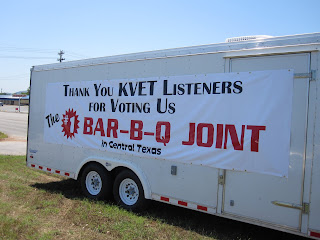 THANK YOU KVET LISTENERS
FOR VOTING US
The #1 BAR-B-Q JOINT
in Central Texas